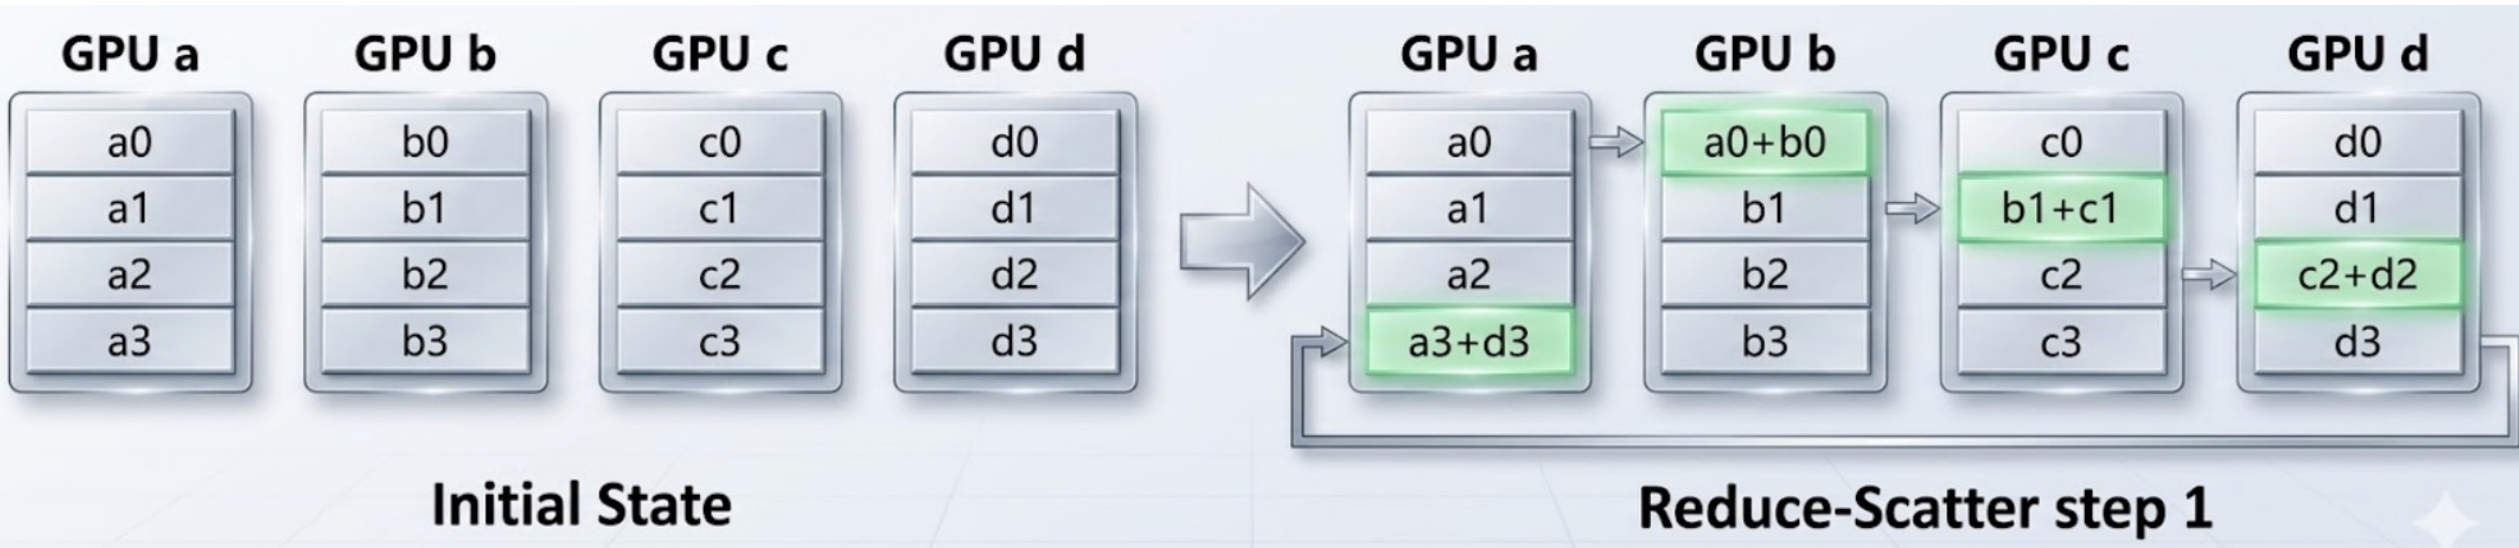 GPU a GPU b GPU c GPU d GPU a GPU b GPU c GPU d
a0 b0 c0 d0 a0 a0+b0 c0 d0
a1 b1 c1 d1 a1 b1 b1+c1 d1
a2 b2 c2 d2 a2 b2 c2 c2+d2
a3 b3 c3 d3 a3+d3 b3 c3 d3
Initial State Reduce-Scatter step 1